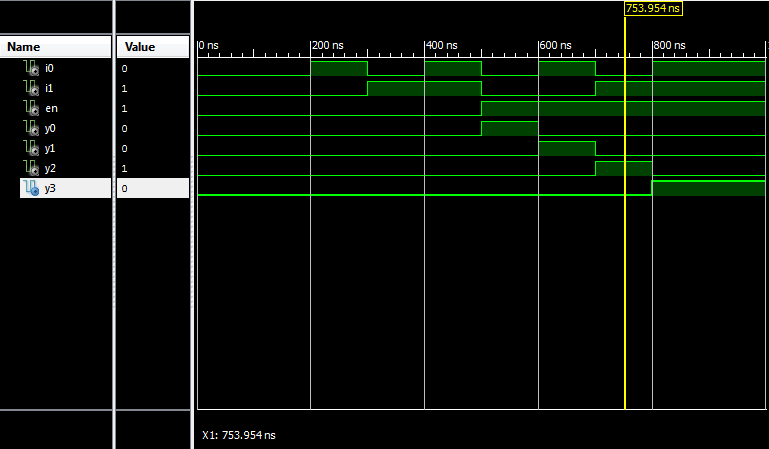 753.954 ns
Name Value
0 ns 200 ns 400 ns 600 ns 800 ns
i0 0
i1 1
en 1
y0 0
y1 0
y2 1
y3 0
X1: 753.954 ns